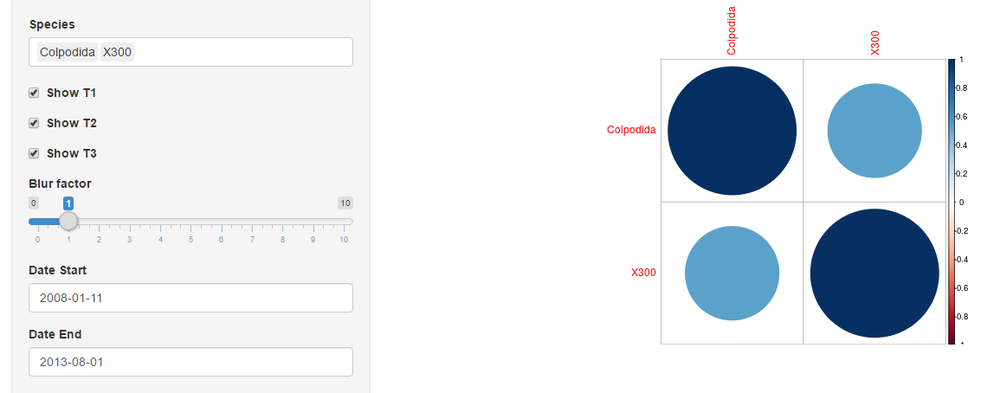 Species
Colpodida X300
Show T1
Show T2
Show T3
Blur factor
0 1 10
0 1 2 3 4 5 6 7 8 9 10
Date Start
2008-01-11
Date End
2013-08-01
Colpodida
X300
Colpodida
X300
1
0.8
0.6
0.4
0.2
0
-0.2
-0.4
-0.6
-0.8
-1